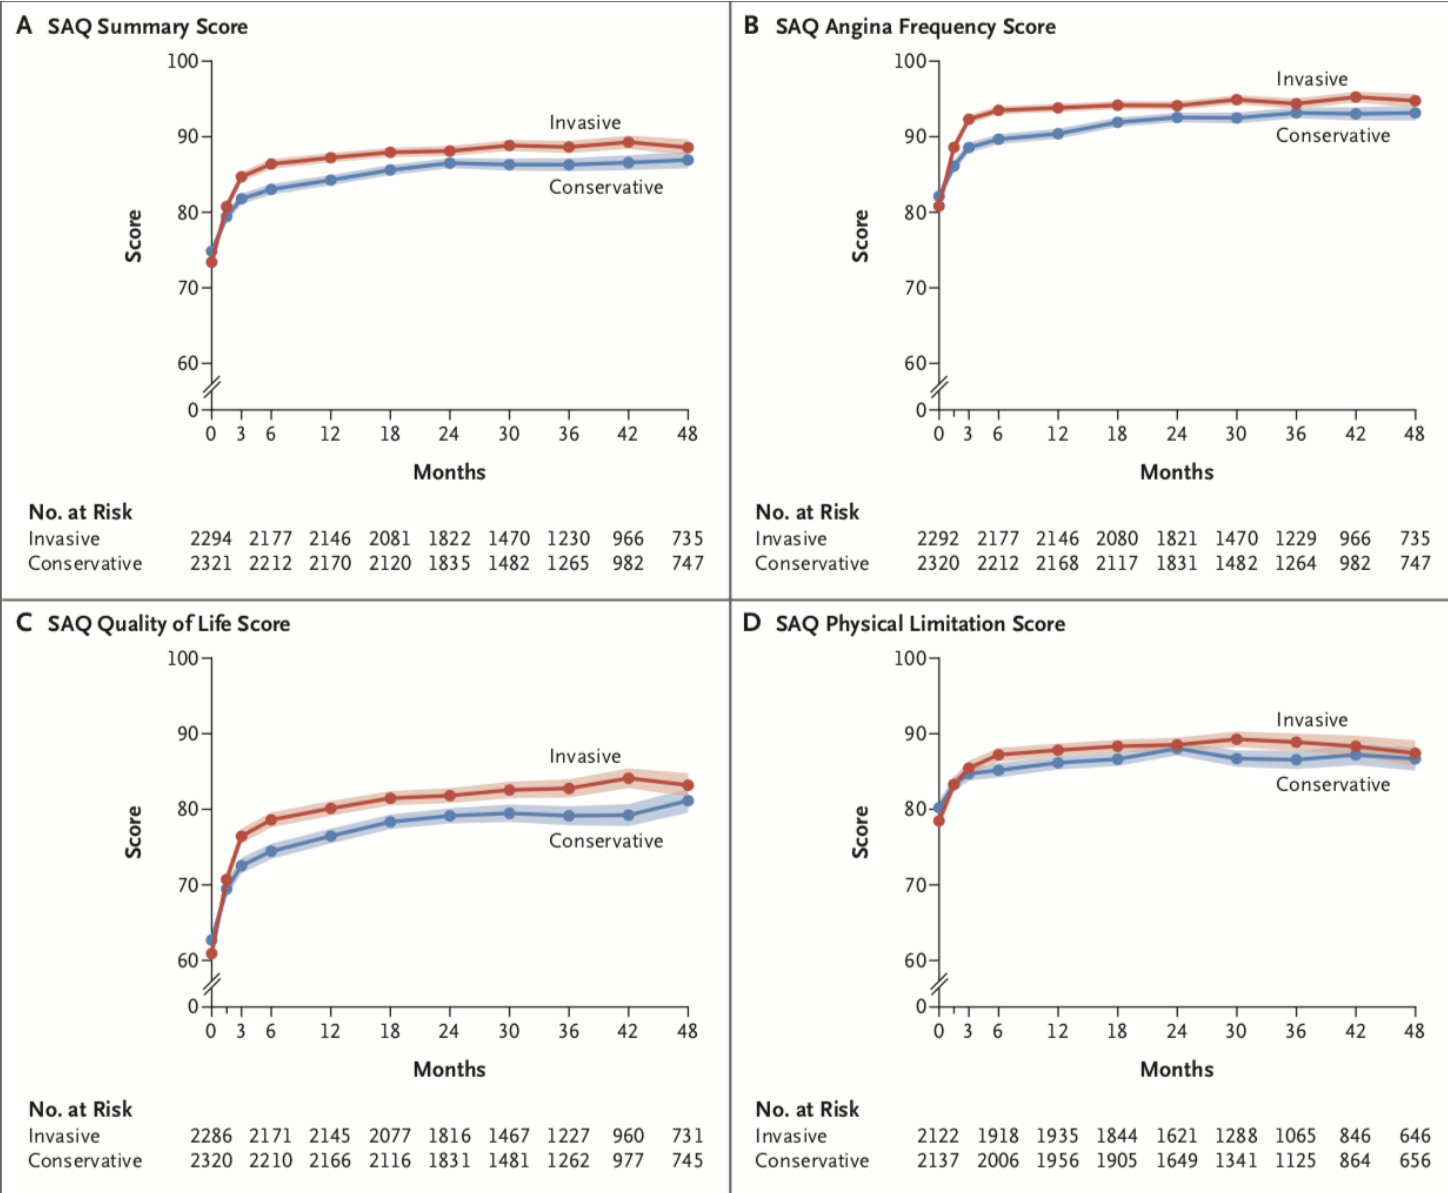 A SAQ Summary Score
100
90
80
70
60
0
Score
Invasive
Conservative
0 3 6 12 18 24 30 36 42 48
Months
No. at Risk
Invasive 2294 2177 2146 2081 1822 1470 1230 966 735
Conservative 2321 2212 2170 2120 1835 1482 1265 982 747
B SAQ Angina Frequency Score
100
90
80
70
60
0
Score
Invasive
Conservative
0 3 6 12 18 24 30 36 42 48
Months
No. at Risk
Invasive 2292 2177 2146 2080 1821 1470 1229 966 735
Conservative 2320 2212 2168 2117 1831 1482 1264 982 747
C SAQ Quality of Life Score
100
90
80
70
60
0
Score
Invasive
Conservative
0 3 6 12 18 24 30 36 42 48
Months
No. at Risk
Invasive 2286 2171 2145 2077 1816 1467 1227 960 731
Conservative 2320 2210 2166 2116 1831 1481 1262 977 745
D SAQ Physical Limitation Score
100
90
80
70
60
0
Score
Invasive
Conservative
0 3 6 12 18 24 30 36 42 48
Months
No. at Risk
Invasive 2122 1918 1935 1844 1621 1288 1065 846 646
Conservative 2137 2006 1956 1905 1649 1341 1125 864 656